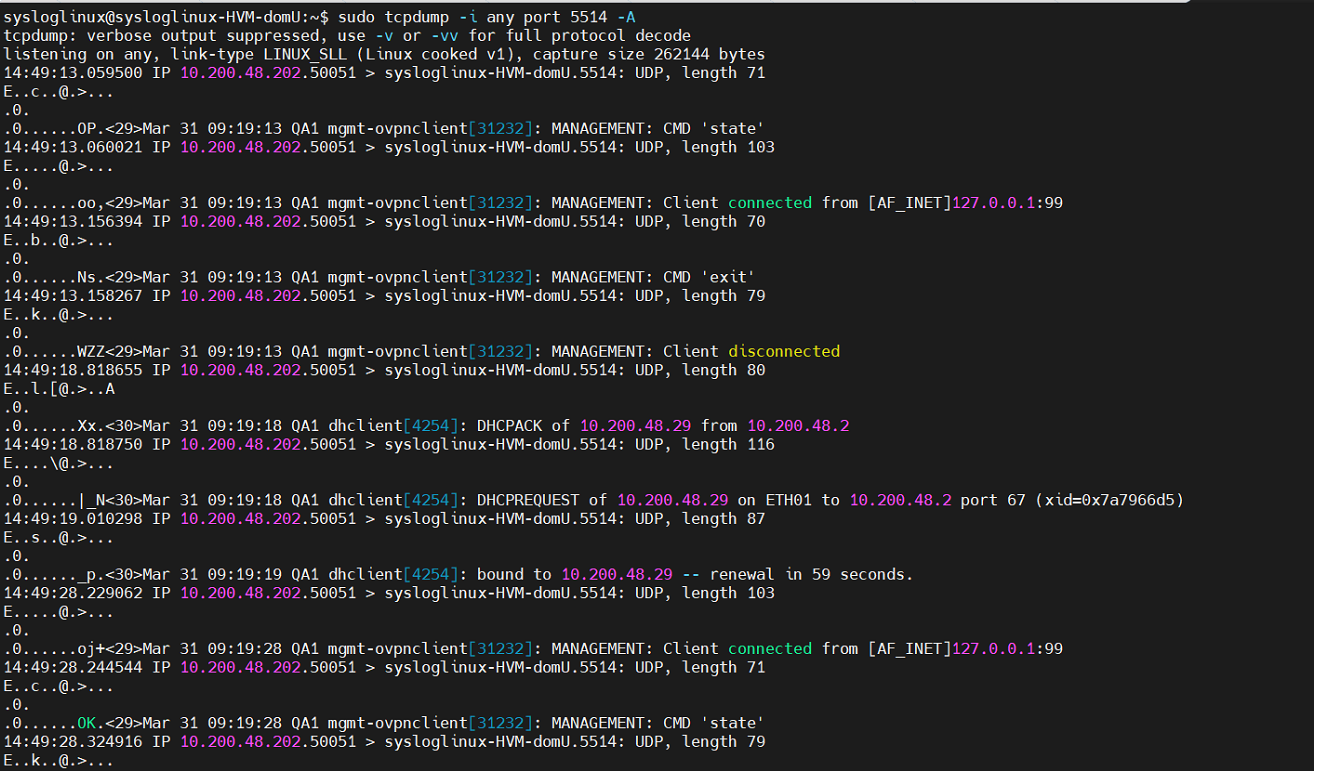 sysloglinux@sysloglinux-HVM-domU:~$ sudo tcpdump -i any port 5514 -A
tcpdump: verbose output suppressed, use -v or -vv for full protocol decode
listening on any, link-type LINUX_SLL (Linux cooked v1), capture size 262144 bytes
14:49:13.059500 IP 10.200.48.202.50051 > sysloglinux-HVM-domU.5514: UDP, length 71
E..c..@.>...
.0.
.0......OP.<29>Mar 31 09:19:13 QA1 mgmt-ovpnclient[31232]: MANAGEMENT: CMD 'state'
14:49:13.060021 IP 10.200.48.202.50051 > sysloglinux-HVM-domU.5514: UDP, length 103
E.....@.>...
.0.
.0......oo,<29>Mar 31 09:19:13 QA1 mgmt-ovpnclient[31232]: MANAGEMENT: Client connected from [AF_INET]127.0.0.1:99
14:49:13.156394 IP 10.200.48.202.50051 > sysloglinux-HVM-domU.5514: UDP, length 70
E..b..@.>...
.0.
.0......Ns.<29>Mar 31 09:19:13 QA1 mgmt-ovpnclient[31232]: MANAGEMENT: CMD 'exit'
14:49:13.158267 IP 10.200.48.202.50051 > sysloglinux-HVM-domU.5514: UDP, length 79
E..k..@.>...
.0.
.0......WZZ<29>Mar 31 09:19:13 QA1 mgmt-ovpnclient[31232]: MANAGEMENT: Client disconnected
14:49:18.818655 IP 10.200.48.202.50051 > sysloglinux-HVM-domU.5514: UDP, length 80
E..l.[@.>..A
.0.
.0......Xx.<30>Mar 31 09:19:18 QA1 dhclient[4254]: DHCPACK of 10.200.48.29 from 10.200.48.2
14:49:18.818750 IP 10.200.48.202.50051 > sysloglinux-HVM-domU.5514: UDP, length 116
E....\@.>...
.0.
.0......|_N<30>Mar 31 09:19:18 QA1 dhclient[4254]: DHCPREQUEST of 10.200.48.29 on ETH01 to 10.200.48.2 port 67 (xid=0x7a7966d5)
14:49:19.010298 IP 10.200.48.202.50051 > sysloglinux-HVM-domU.5514: UDP, length 87
E..s..@.>...
.0.
.0......_p.<30>Mar 31 09:19:19 QA1 dhclient[4254]: bound to 10.200.48.29 -- renewal in 59 seconds.
14:49:28.229062 IP 10.200.48.202.50051 > sysloglinux-HVM-domU.5514: UDP, length 103
E.....@.>...
.0.
.0......oj+<29>Mar 31 09:19:28 QA1 mgmt-ovpnclient[31232]: MANAGEMENT: Client connected from [AF_INET]127.0.0.1:99
14:49:28.244544 IP 10.200.48.202.50051 > sysloglinux-HVM-domU.5514: UDP, length 71
E..c..@.>...
.0.
.0......OK.<29>Mar 31 09:19:28 QA1 mgmt-ovpnclient[31232]: MANAGEMENT: CMD 'state'
14:49:28.324916 IP 10.200.48.202.50051 > sysloglinux-HVM-domU.5514: UDP, length 79
E..k..@.>...